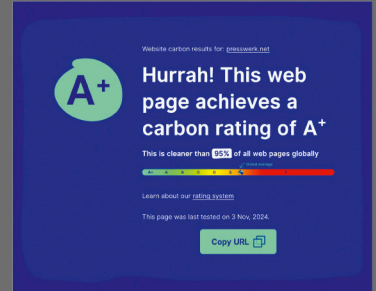 Website carbon results for: presswerk.net
A+
Hurrah! This web
page achieves a
carbon rating of A+
This is cleaner than 95% of all web pages globally
Global average
A+ A B C D E F
Learn about our rating system
This page was last tested on 3 Nov, 2024.
Copy URL